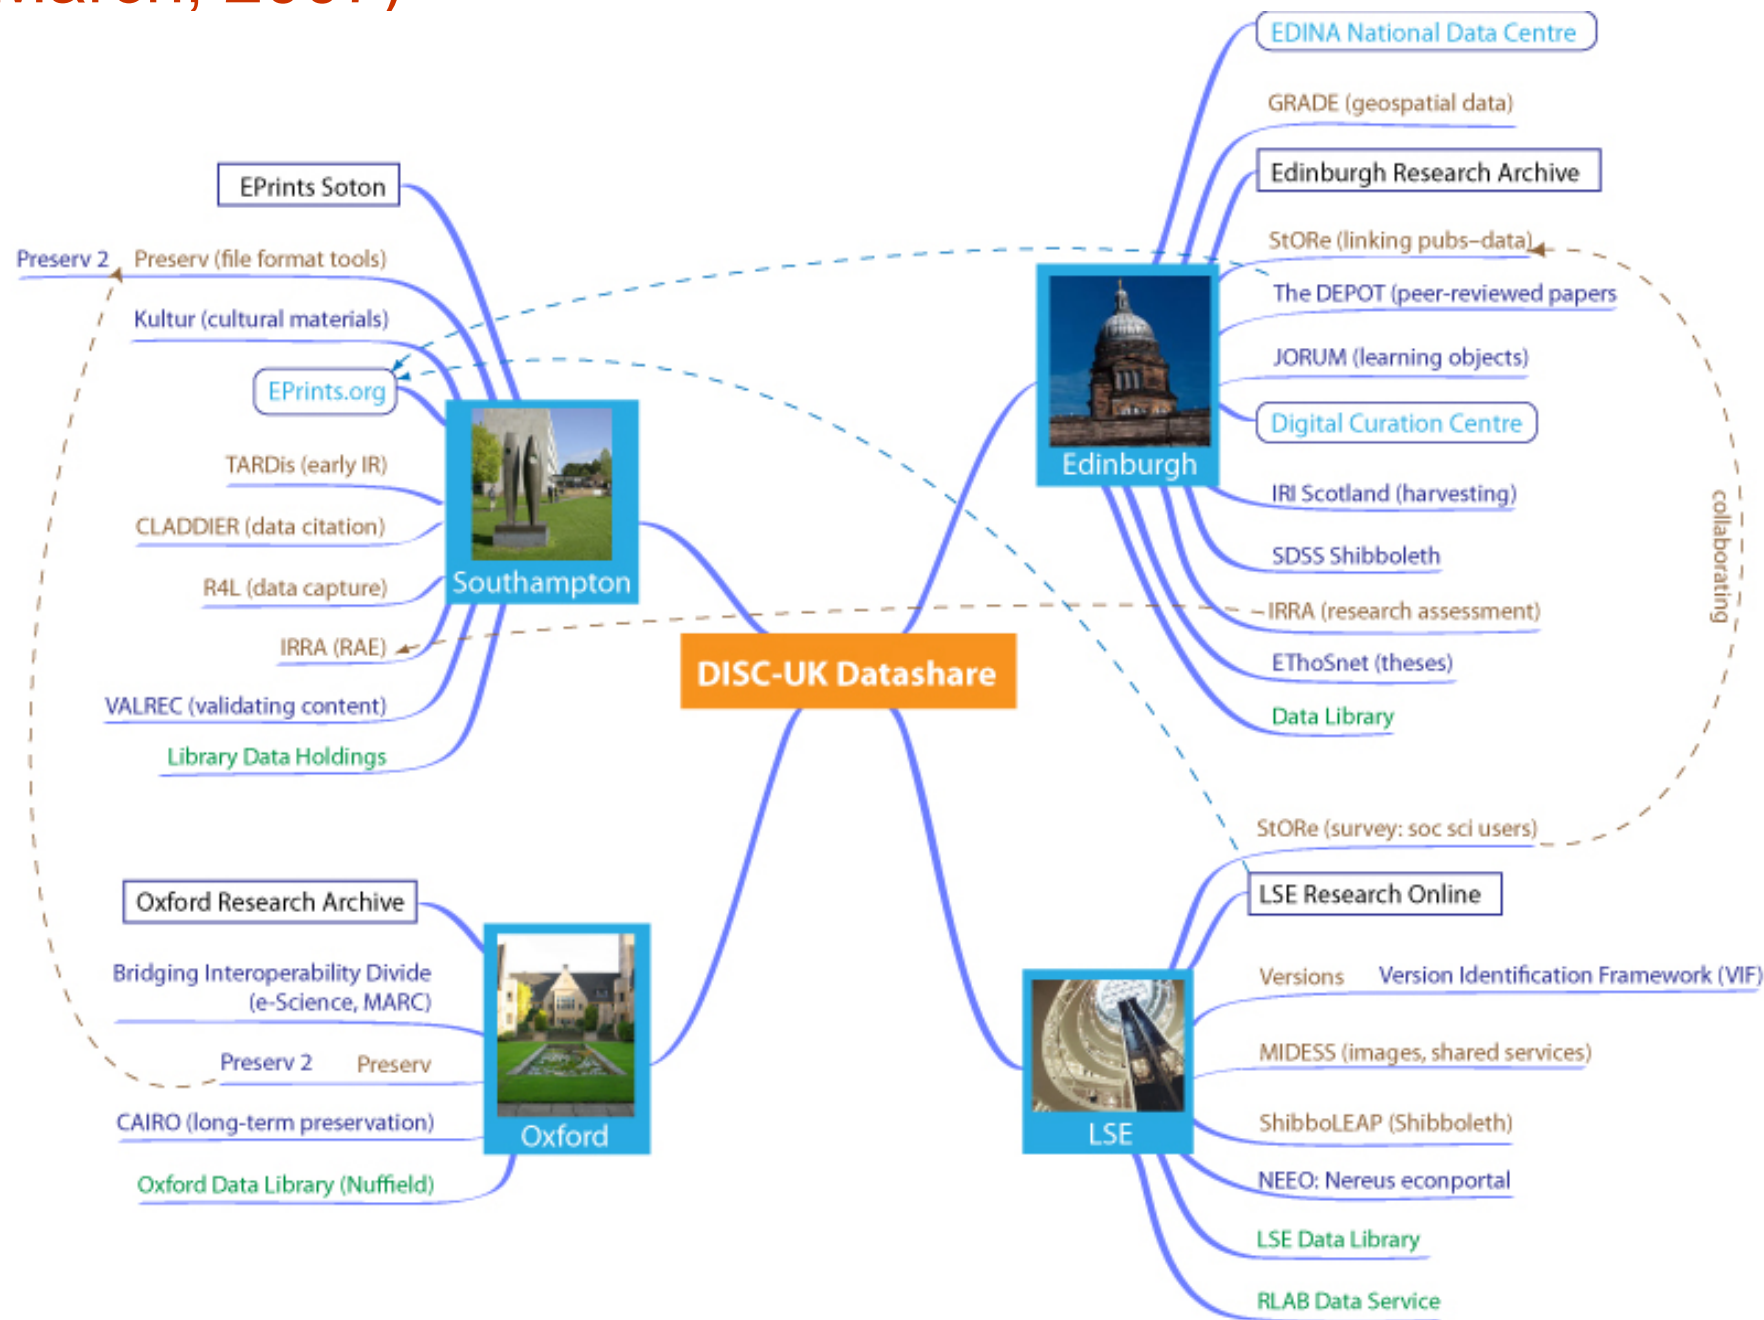 March, 2007)
EDINA National Data Centre
GRADE (geospatial data)
Edinburgh Research Archive
StORe (linking pubs–data)
The DEPOT (peer-reviewed papers
JORUM (learning objects)
Digital Curation Centre
IRI Scotland (harvesting)
SDSS Shibboleth
IRRA (research assessment)
EThoSnet (theses)
Data Library
Edinburgh
collaborating
EPrints Soton
Preserv 2 Preserv (file format tools)
Kultur (cultural materials)
EPrints.org
TARDis (early IR)
CLADDIER (data citation)
R4L (data capture)
IRRA (RAE)
VALREC (validating content)
Library Data Holdings
Southampton
DISC-UK Datashare
Oxford Research Archive
Bridging Interoperability Divide
(e-Science, MARC)
Preserv 2 Preserv
CAIRO (long-term preservation)
Oxford Data Library (Nuffield)
Oxford
StORe (survey: soc sci users)
LSE Research Online
Versions Version Identification Framework (VIF)
MIDESS (images, shared services)
ShibboLEAP (Shibboleth)
NEEO: Nereus econportal
LSE Data Library
RLAB Data Service
LSE